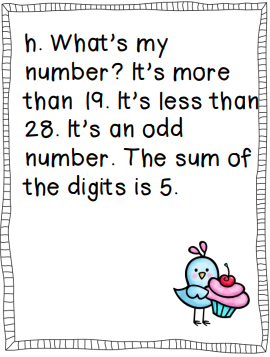 h. What's my
number? It's more
than 19. It's less than
28. It's an odd
number. The sum of
the digits is 5.